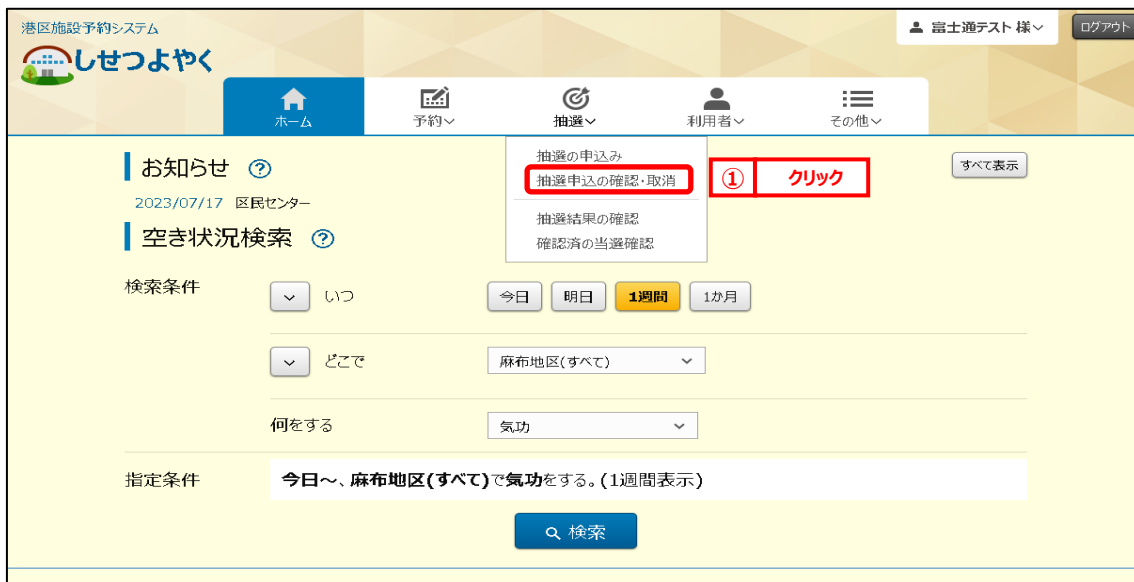 港区施設予約システム
しせつよやく
富士通テスト 様
ログアウト
ホーム
予約
抽選
利用者
その他
抽選の申込み
抽選申込の確認・取消
抽選結果の確認
確認済の当選確認
① クリック
お知らせ ?
すべて表示
2023/07/17 区民センター
空き状況検索 ?
検索条件
いつ
今日 明日 1週間 1か月
どこで
麻布地区(すべて)
何をする
気功
指定条件
今日~、麻布地区(すべて)で気功をする。(1週間表示)
検索